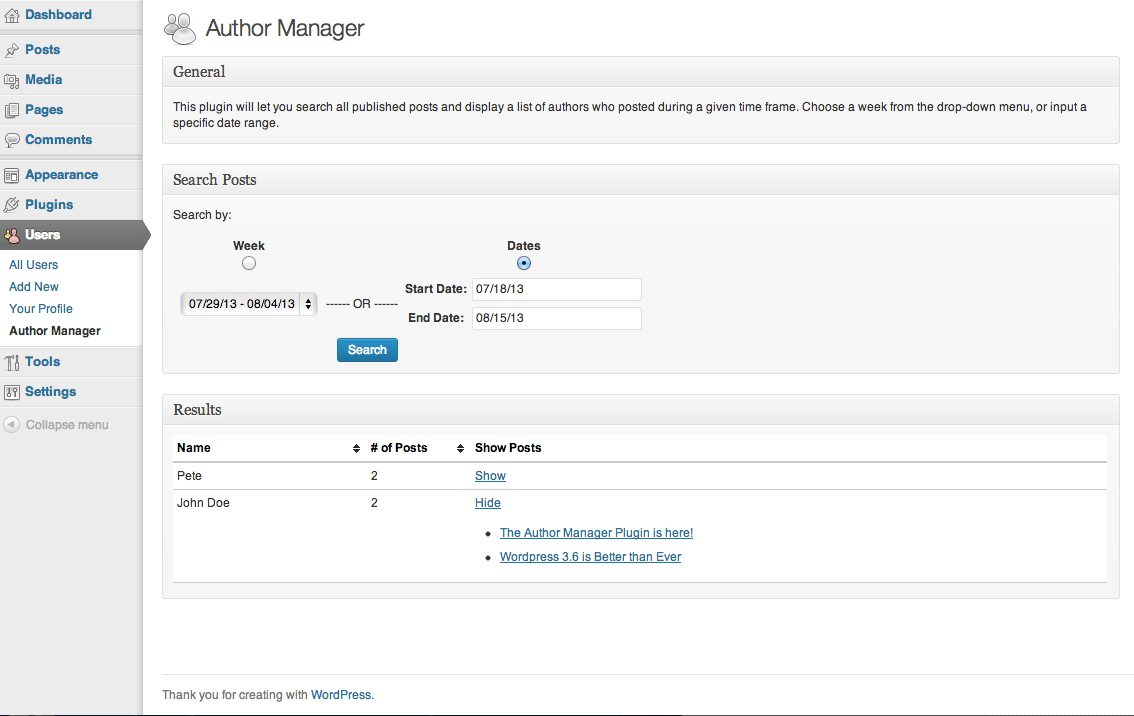 Dashboard
Posts
Media
Pages
Comments
Appearance
Plugins
Users
All Users
Add New
Your Profile
Author Manager
Tools
Settings
Collapse menu
Author Manager
General
This plugin will let you search all published posts and display a list of authors who posted during a given time frame. Choose a week from the drop-down menu, or input a
specific date range.
Search Posts
Search by:
Week
Dates
07/29/13 - 08/04/13
------ OR ------
Start Date: 07/18/13
End Date: 08/15/13
Search
Results
Name # of Posts Show Posts
Pete 2 Show
John Doe 2 Hide
The Author Manager Plugin is here!
Wordpress 3.6 is Better than Ever
Thank you for creating with WordPress.